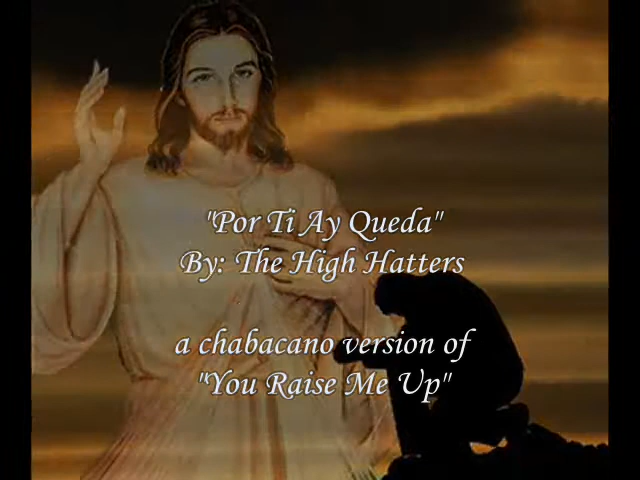 "Por Ti Ay Queda"
By: The High Hatters
a chabacano version of
"You Raise Me Up"